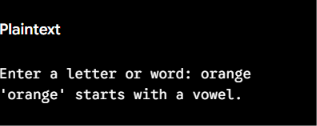 Plaintext
Enter a letter or word: orange
'orange' starts with a vowel.